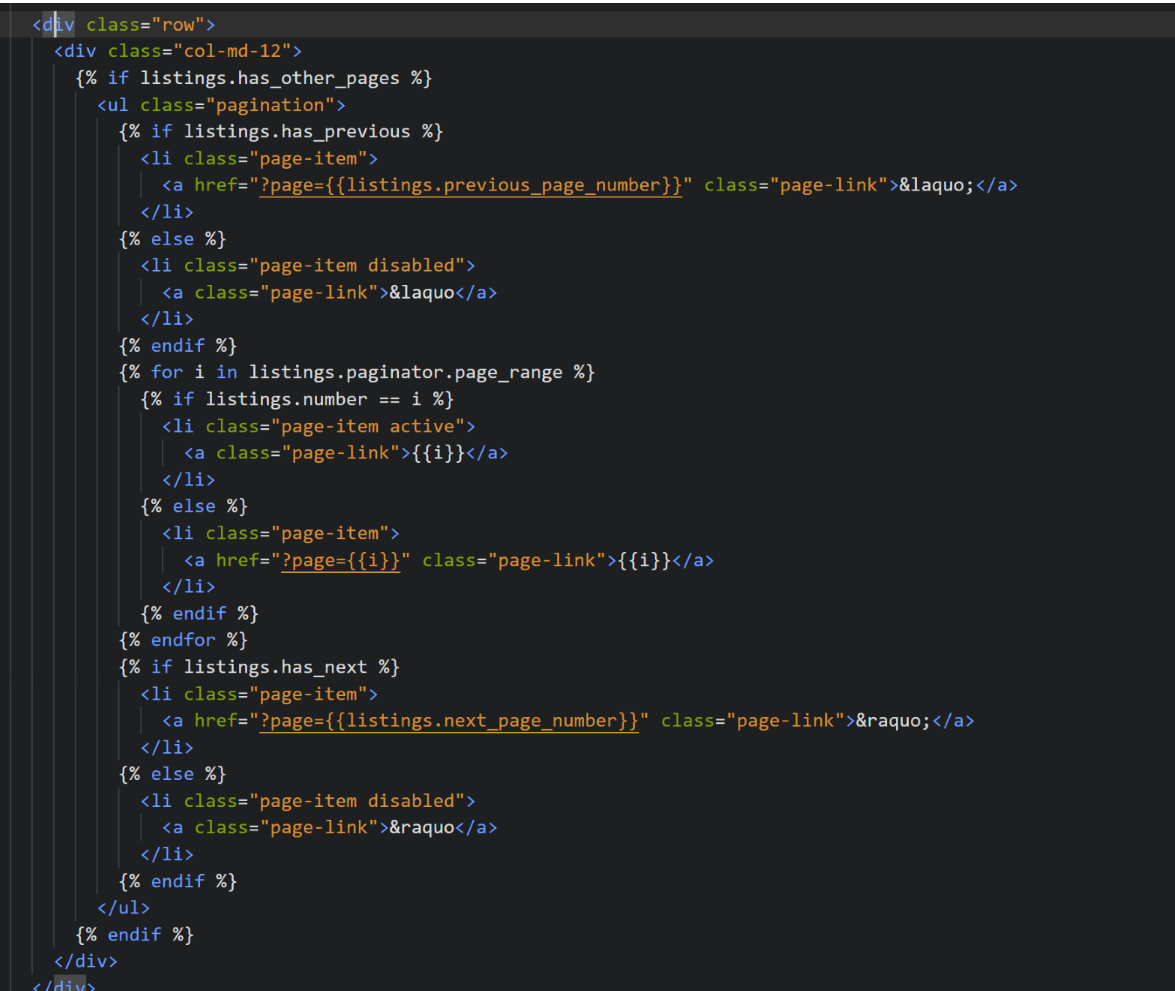 <div class="row">
<div class="col-md-12">
{% if listings.has_other_pages %}
<ul class="pagination">
{% if listings.has_previous %}
<li class="page-item">
<a href="?page={{listings.previous_page_number}}" class="page-link">&laquo;</a>
</li>
{% else %}
<li class="page-item disabled">
<a class="page-link">&laquo</a>
</li>
{% endif %}
{% for i in listings.paginator.page_range %}
{% if listings.number == i %}
<li class="page-item active">
<a class="page-link">{{i}}</a>
</li>
{% else %}
<li class="page-item">
<a href="?page={{i}}" class="page-link">{{i}}</a>
</li>
{% endif %}
{% endfor %}
{% if listings.has_next %}
<li class="page-item">
<a href="?page={{listings.next_page_number}}" class="page-link">&raquo;</a>
</li>
{% else %}
<li class="page-item disabled">
<a class="page-link">&raquo</a>
</li>
{% endif %}
</ul>
{% endif %}
</div>
</div>